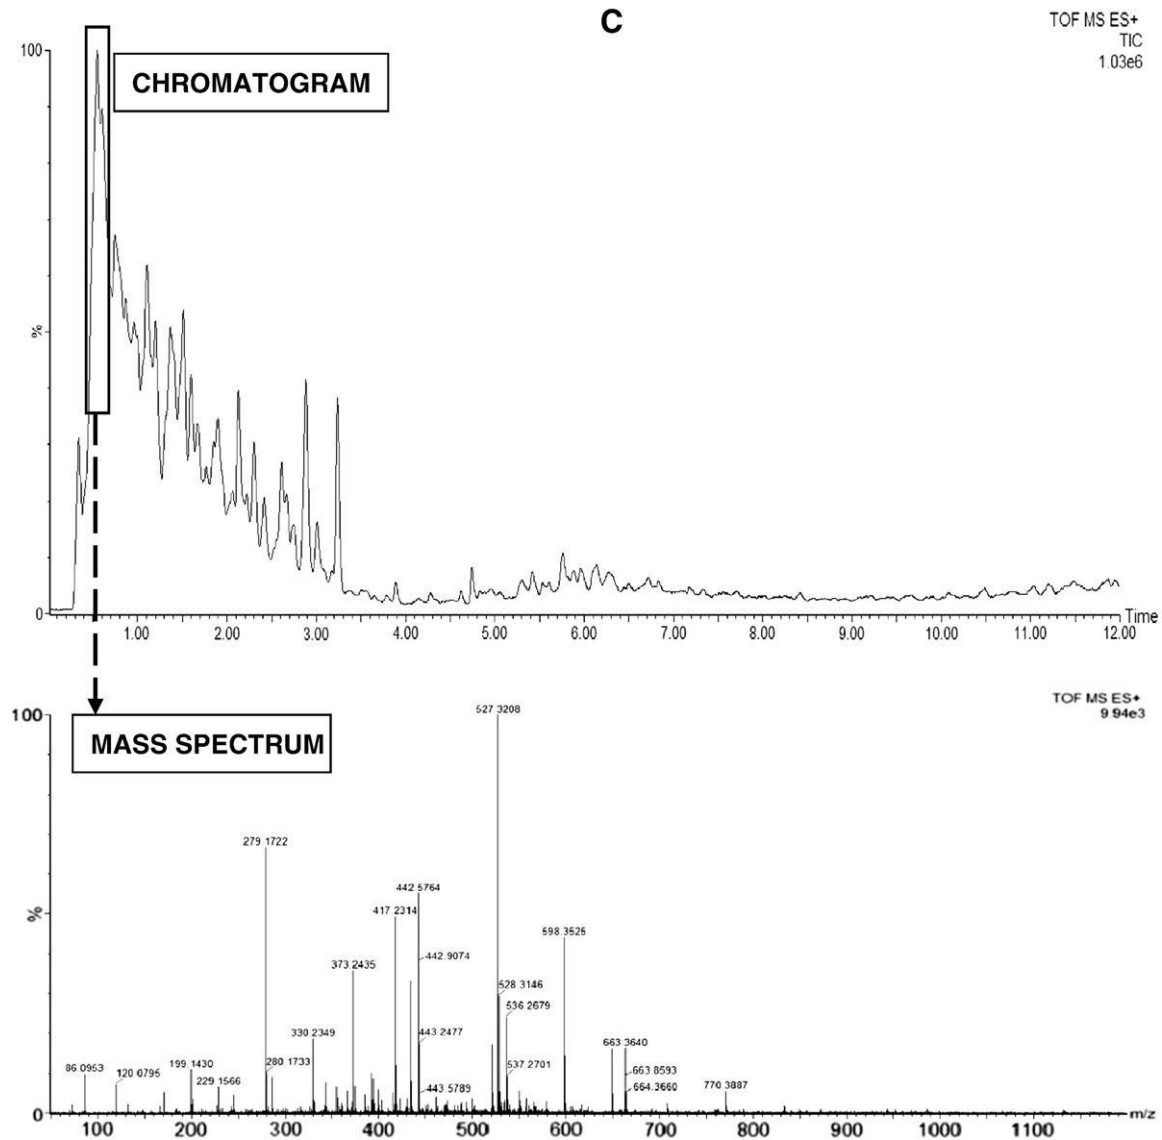 C
TOF MS ES+
TIC
1.03e6
100
CHROMATOGRAM
%
0
1.00 2.00 3.00 4.00 5.00 6.00 7.00 8.00 9.00 10.00 11.00 12.00
Time
TOF MS ES+
9.94e3
100
MASS SPECTRUM
527.3208
279.1722
442.5764
417.2314
%
598.3525
442.9074
373.2435
528.3146
536.2679
330.2349
443.2477
663.3640
280.1733
537.2701
663.8593
86.0953
120.0795
199.1430
229.1566
443.5789
664.3660
770.3887
0
100 200 300 400 500 600 700 800 900 1000 1100
m/z